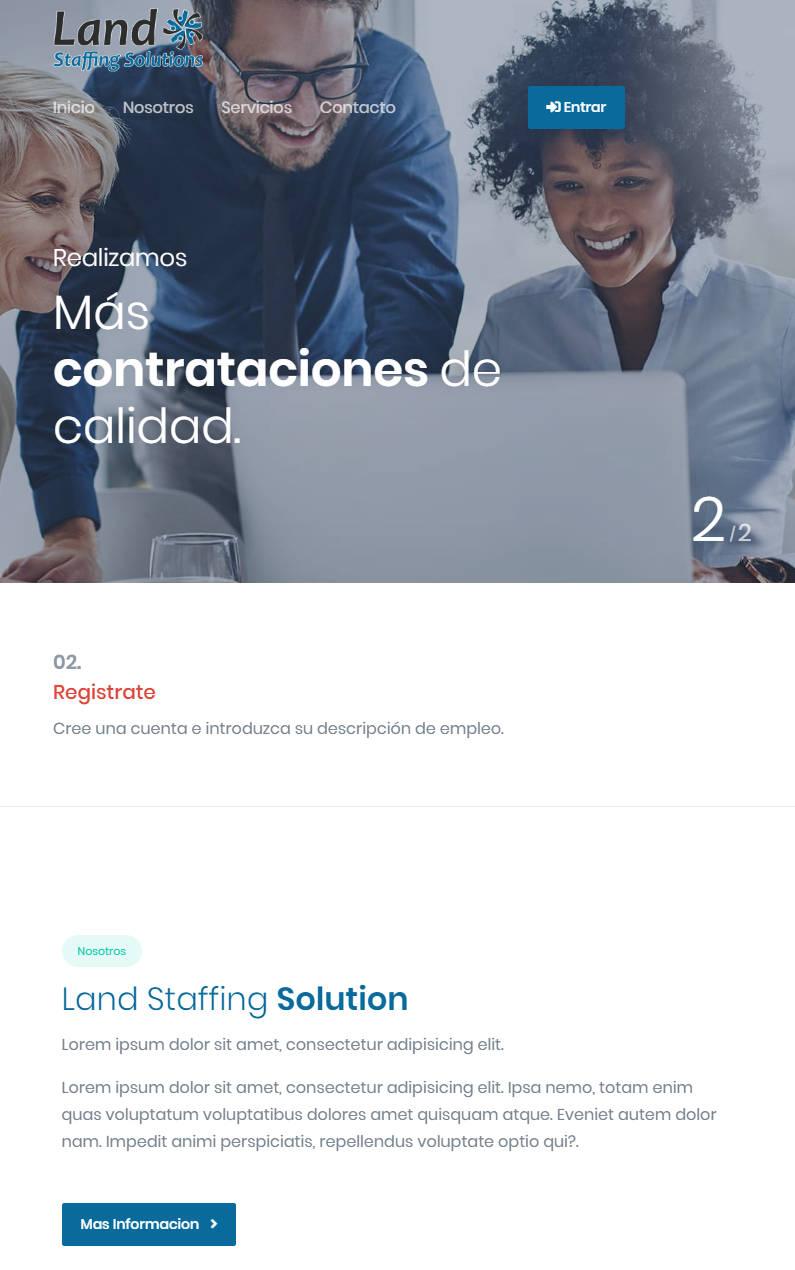 Land
Staffing Solutions
Inicio Nosotros Servicios Contacto Entrar
Realizamos
Más
contrataciones de
calidad.
2 /2
02.
Registrate
Cree una cuenta e introduzca su descripción de empleo.
Nosotros
Land Staffing Solution
Lorem ipsum dolor sit amet, consectetur adipisicing elit.
Lorem ipsum dolor sit amet, consectetur adipisicing elit. Ipsa nemo, totam enim
quas voluptatum voluptatibus dolores amet quisquam atque. Eveniet autem dolor
nam. Impedit animi perspiciatis, repellendus voluptate optio qui?.
Mas Informacion